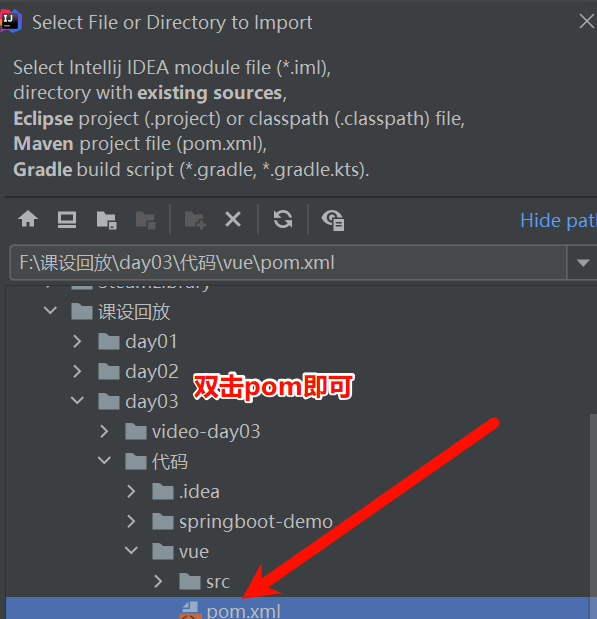 Select File or Directory to Import
Select Intellij IDEA module file (*.iml),
directory with existing sources,
Eclipse project (.project) or classpath (.classpath) file,
Maven project file (pom.xml),
Gradle build script (*.gradle, *.gradle.kts).
Hide pat
F:\课设回放\day03\代码\vue\pom.xml
SteamLibrary
课设回放
day01
day02
双击pom即可
day03
video-day03
代码
.idea
springboot-demo
vue
src
pom.xml